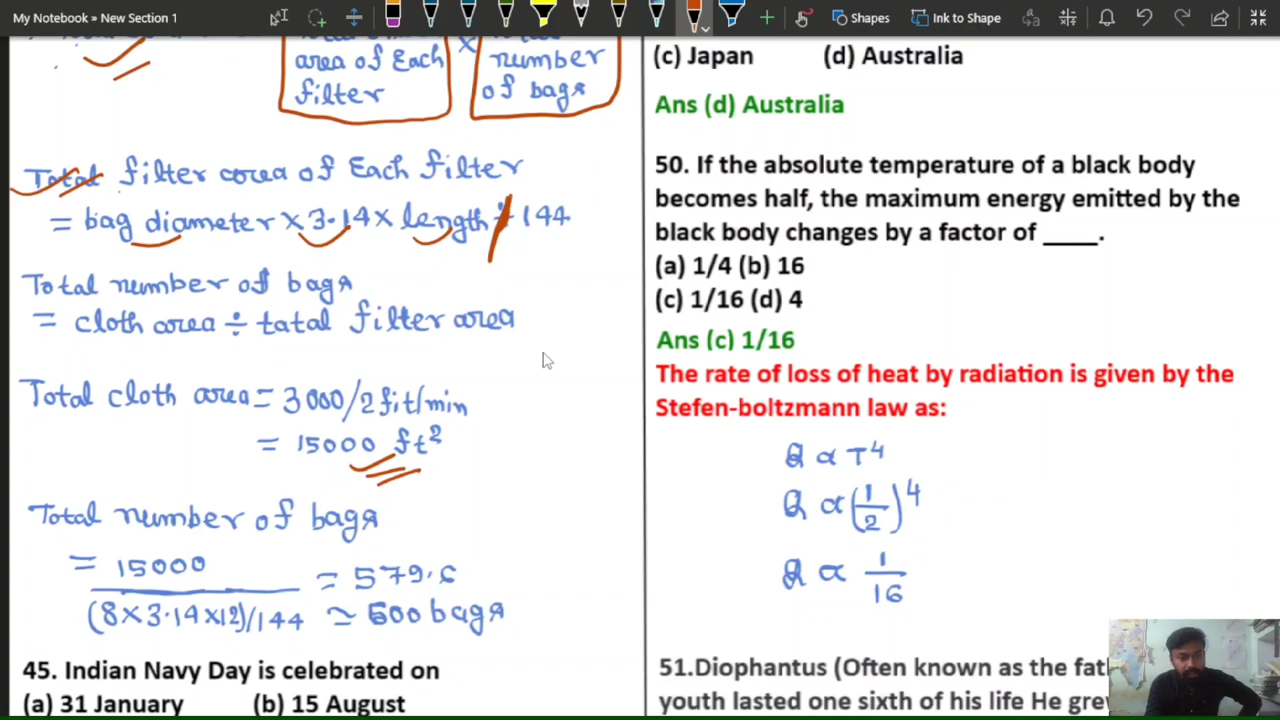 My Notebook » New Section 1
Shapes
Ink to Shape
area of Each
filter
×
number
of bags
Total filter area of Each filter
= bag diameter × 3.14 × length / 144
Total number of bags
= cloth area ÷ tatal filter area
Total cloth area = 3000/2 fit/min
= 15000 ft²
Total number of bags
= 15000
(8×3.14×12)/144
= 579.6
≃ 600 bags
45. Indian Navy Day is celebrated on
(a) 31 January (b) 15 August
(c) Japan (d) Australia
Ans (d) Australia
50. If the absolute temperature of a black body
becomes half, the maximum energy emitted by the
black body changes by a factor of ____.
(a) 1/4 (b) 16
(c) 1/16 (d) 4
Ans (c) 1/16
The rate of loss of heat by radiation is given by the
Stefen-boltzmann law as:
Q ∝ T⁴
Q ∝ (1/2)⁴
Q ∝ 1/16
51.Diophantus (Often known as the fat
youth lasted one sixth of his life He grew